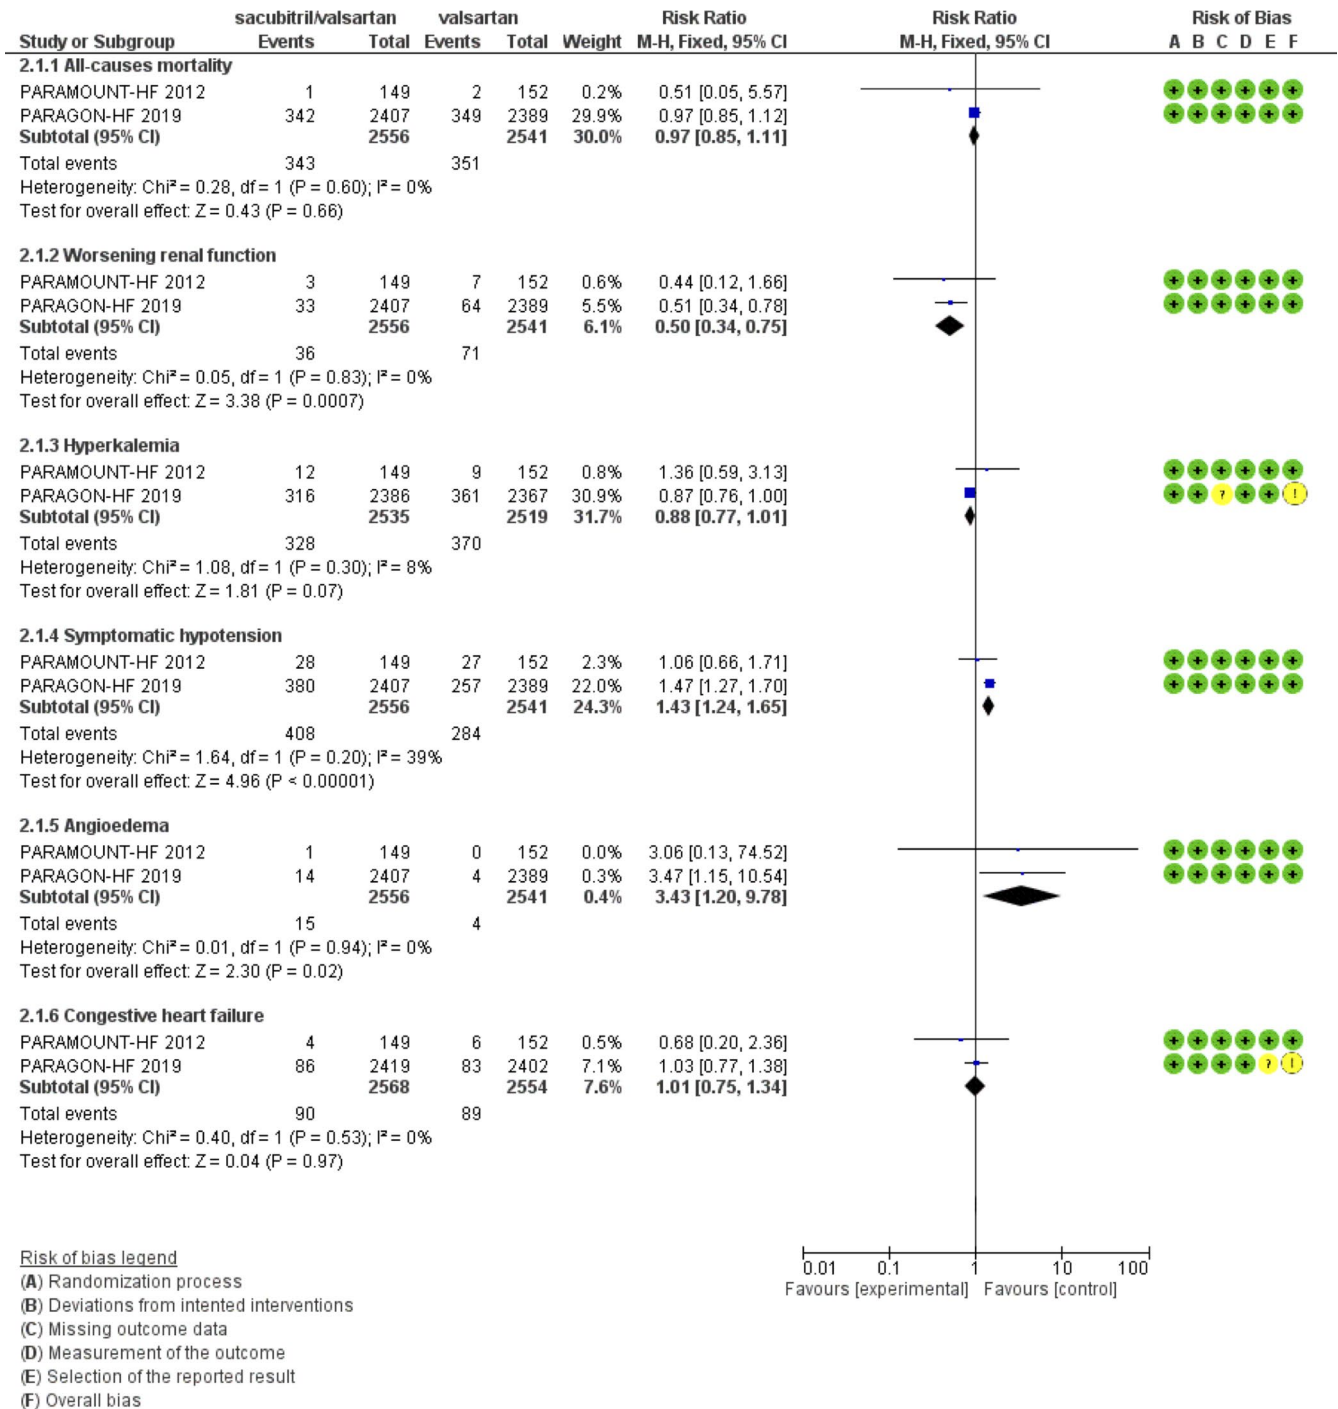 sacubitril/valsartan valsartan Risk Ratio Risk Ratio Risk of Bias
Study or Subgroup Events Total Events Total Weight M-H, Fixed, 95% CI M-H, Fixed, 95% CI A B C D E F
2.1.1 All-causes mortality
PARAMOUNT-HF 2012 1 149 2 152 0.2% 0.51 [0.05, 5.57] + + + + + +
PARAGON-HF 2019 342 2407 349 2389 29.9% 0.97 [0.85, 1.12] + + + + + +
Subtotal (95% CI) 2556 2541 30.0% 0.97 [0.85, 1.11]
Total events 343 351
Heterogeneity: Chi² = 0.28, df = 1 (P = 0.60); I² = 0%
Test for overall effect: Z = 0.43 (P = 0.66)
2.1.2 Worsening renal function
PARAMOUNT-HF 2012 3 149 7 152 0.6% 0.44 [0.12, 1.66] + + + + + +
PARAGON-HF 2019 33 2407 64 2389 5.5% 0.51 [0.34, 0.78] + + + + + +
Subtotal (95% CI) 2556 2541 6.1% 0.50 [0.34, 0.75]
Total events 36 71
Heterogeneity: Chi² = 0.05, df = 1 (P = 0.83); I² = 0%
Test for overall effect: Z = 3.38 (P = 0.0007)
2.1.3 Hyperkalemia
PARAMOUNT-HF 2012 12 149 9 152 0.8% 1.36 [0.59, 3.13] + + + + + +
PARAGON-HF 2019 316 2386 361 2367 30.9% 0.87 [0.76, 1.00] + + ? + + !
Subtotal (95% CI) 2535 2519 31.7% 0.88 [0.77, 1.01]
Total events 328 370
Heterogeneity: Chi² = 1.08, df = 1 (P = 0.30); I² = 8%
Test for overall effect: Z = 1.81 (P = 0.07)
2.1.4 Symptomatic hypotension
PARAMOUNT-HF 2012 28 149 27 152 2.3% 1.06 [0.66, 1.71] + + + + + +
PARAGON-HF 2019 380 2407 257 2389 22.0% 1.47 [1.27, 1.70] + + + + + +
Subtotal (95% CI) 2556 2541 24.3% 1.43 [1.24, 1.65]
Total events 408 284
Heterogeneity: Chi² = 1.64, df = 1 (P = 0.20); I² = 39%
Test for overall effect: Z = 4.96 (P < 0.00001)
2.1.5 Angioedema
PARAMOUNT-HF 2012 1 149 0 152 0.0% 3.06 [0.13, 74.52] + + + + + +
PARAGON-HF 2019 14 2407 4 2389 0.3% 3.47 [1.15, 10.54] + + + + + +
Subtotal (95% CI) 2556 2541 0.4% 3.43 [1.20, 9.78]
Total events 15 4
Heterogeneity: Chi² = 0.01, df = 1 (P = 0.94); I² = 0%
Test for overall effect: Z = 2.30 (P = 0.02)
2.1.6 Congestive heart failure
PARAMOUNT-HF 2012 4 149 6 152 0.5% 0.68 [0.20, 2.36] + + + + + +
PARAGON-HF 2019 86 2419 83 2402 7.1% 1.03 [0.77, 1.38] + + + + ? !
Subtotal (95% CI) 2568 2554 7.6% 1.01 [0.75, 1.34]
Total events 90 89
Heterogeneity: Chi² = 0.40, df = 1 (P = 0.53); I² = 0%
Test for overall effect: Z = 0.04 (P = 0.97)
0.01 0.1 1 10 100
Favours [experimental] Favours [control]
Risk of bias legend
(A) Randomization process
(B) Deviations from intented interventions
(C) Missing outcome data
(D) Measurement of the outcome
(E) Selection of the reported result
(F) Overall bias